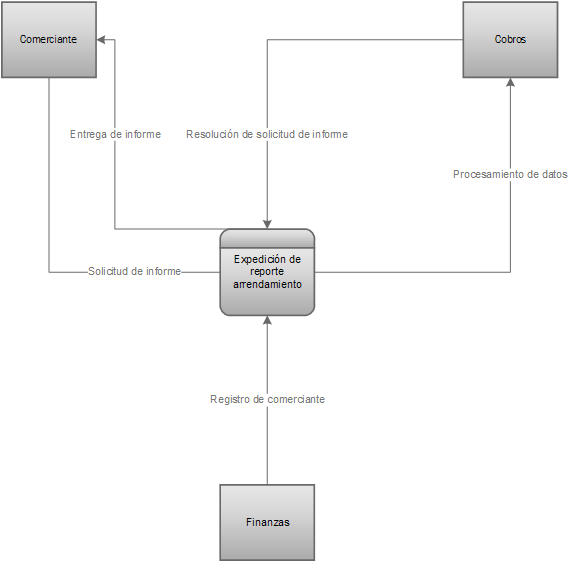 Comerciante
Cobros
Entrega de informe
Resolución de solicitud de informe
Procesamiento de datos
Expedición de
reporte
arrendamiento
Solicitud de informe
Registro de comerciante
Finanzas